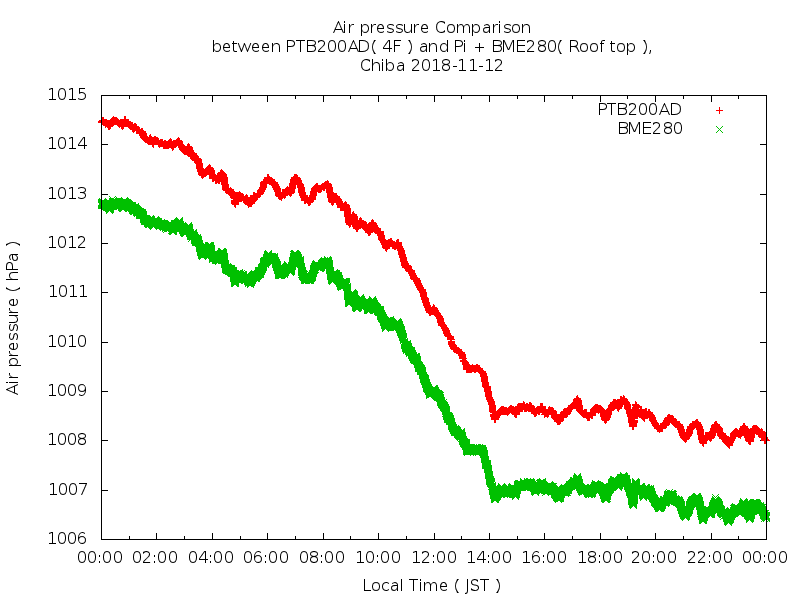 Air pressure Comparison
between PTB200AD( 4F ) and Pi + BME280( Roof top ),
Chiba 2018-11-12
PTB200AD
BME280
Air pressure ( hPa )
1015
1014
1013
1012
1011
1010
1009
1008
1007
1006
00:00 02:00 04:00 06:00 08:00 10:00 12:00 14:00 16:00 18:00 20:00 22:00 00:00
Local Time ( JST )